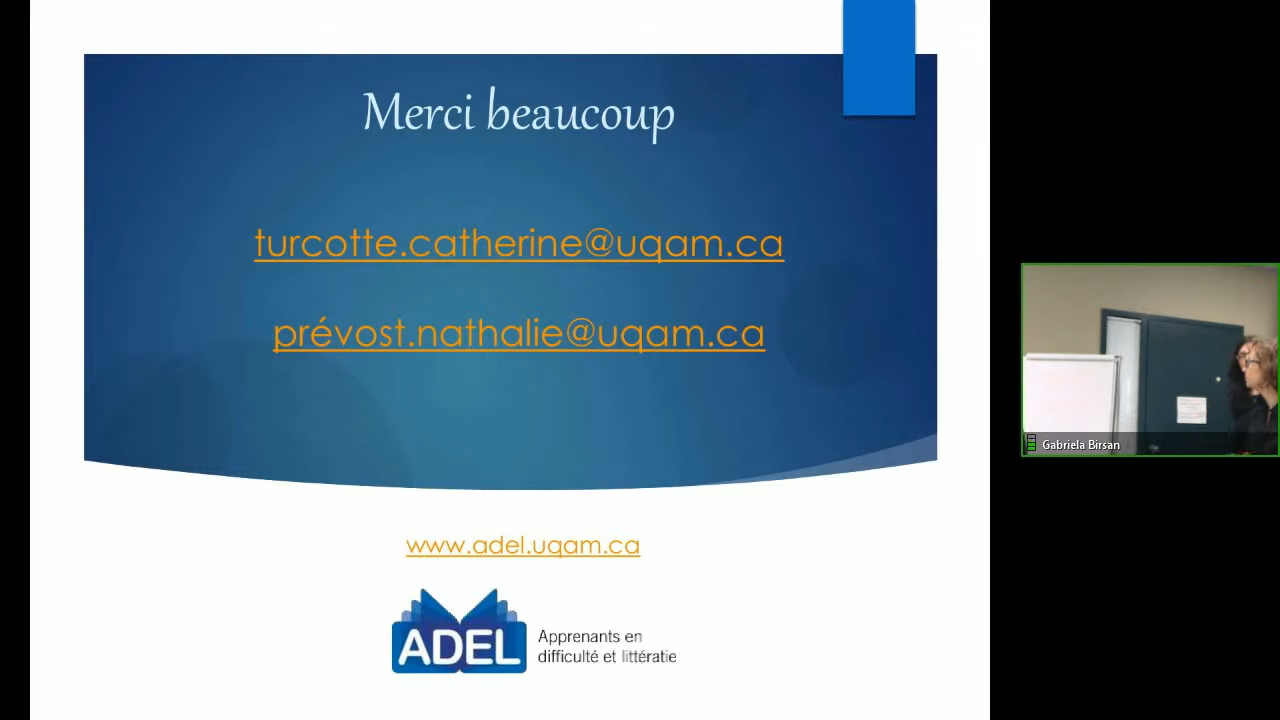 Merci beaucoup
turcotte.catherine@uqam.ca
prévost.nathalie@uqam.ca
www.adel.uqam.ca
ADEL
Apprenants en
difficulté et littératie
Gabriela Birsan